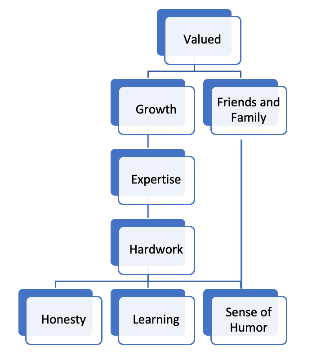 Valued
Growth
Friends and
Family
Expertise
Hardwork
Honesty
Learning
Sense of
Humor